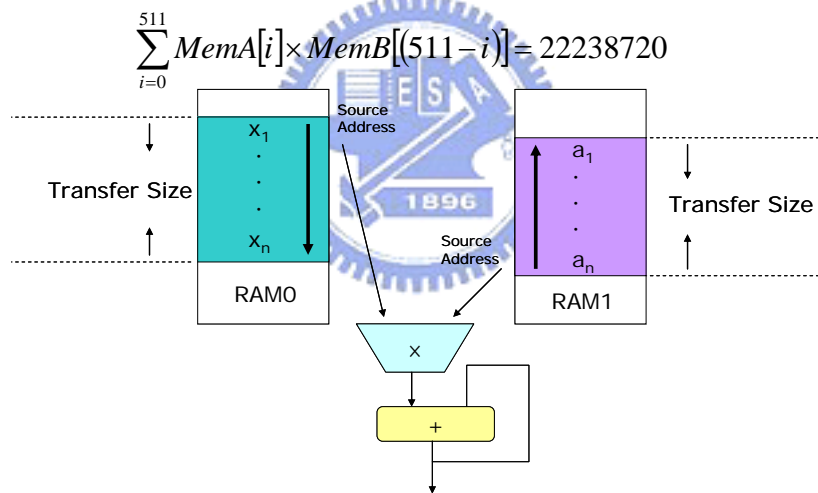 511
∑ MemA[i]×MemB[(511−i)]=22238720
i=0
E S A
Source
Address
x1
.
.
.
xn
RAM0
Transfer Size
1896
a1
.
.
.
an
RAM1
Transfer Size
Source
Address
×
+